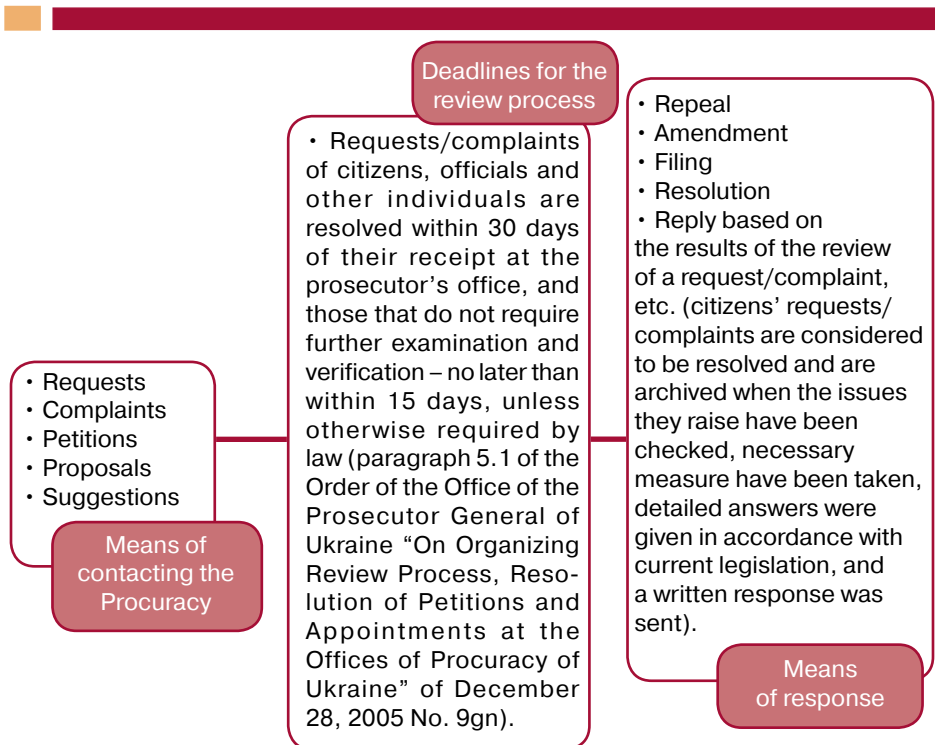 · Requests
· Complaints
· Petitions
· Proposals
· Suggestions
Means of
contacting the
Procuracy
Deadlines for the
review process
· Requests/complaints
of citizens, officials and
other individuals are
resolved within 30 days
of their receipt at the
prosecutor's office, and
those that do not require
further examination and
verification – no later than
within 15 days, unless
otherwise required by
law (paragraph 5.1 of the
Order of the Office of the
Prosecutor General of
Ukraine “On Organizing
Review Process, Reso-
lution of Petitions and
Appointments at the
Offices of Procuracy of
Ukraine” of December
28, 2005 No. 9gn).
· Repeal
· Amendment
· Filing
· Resolution
· Reply based on
the results of the review
of a request/complaint,
etc. (citizens’ requests/
complaints are considered
to be resolved and are
archived when the issues
they raise have been
checked, necessary
measure have been taken,
detailed answers were
given in accordance with
current legislation, and
a written response was
sent).
Means
of response